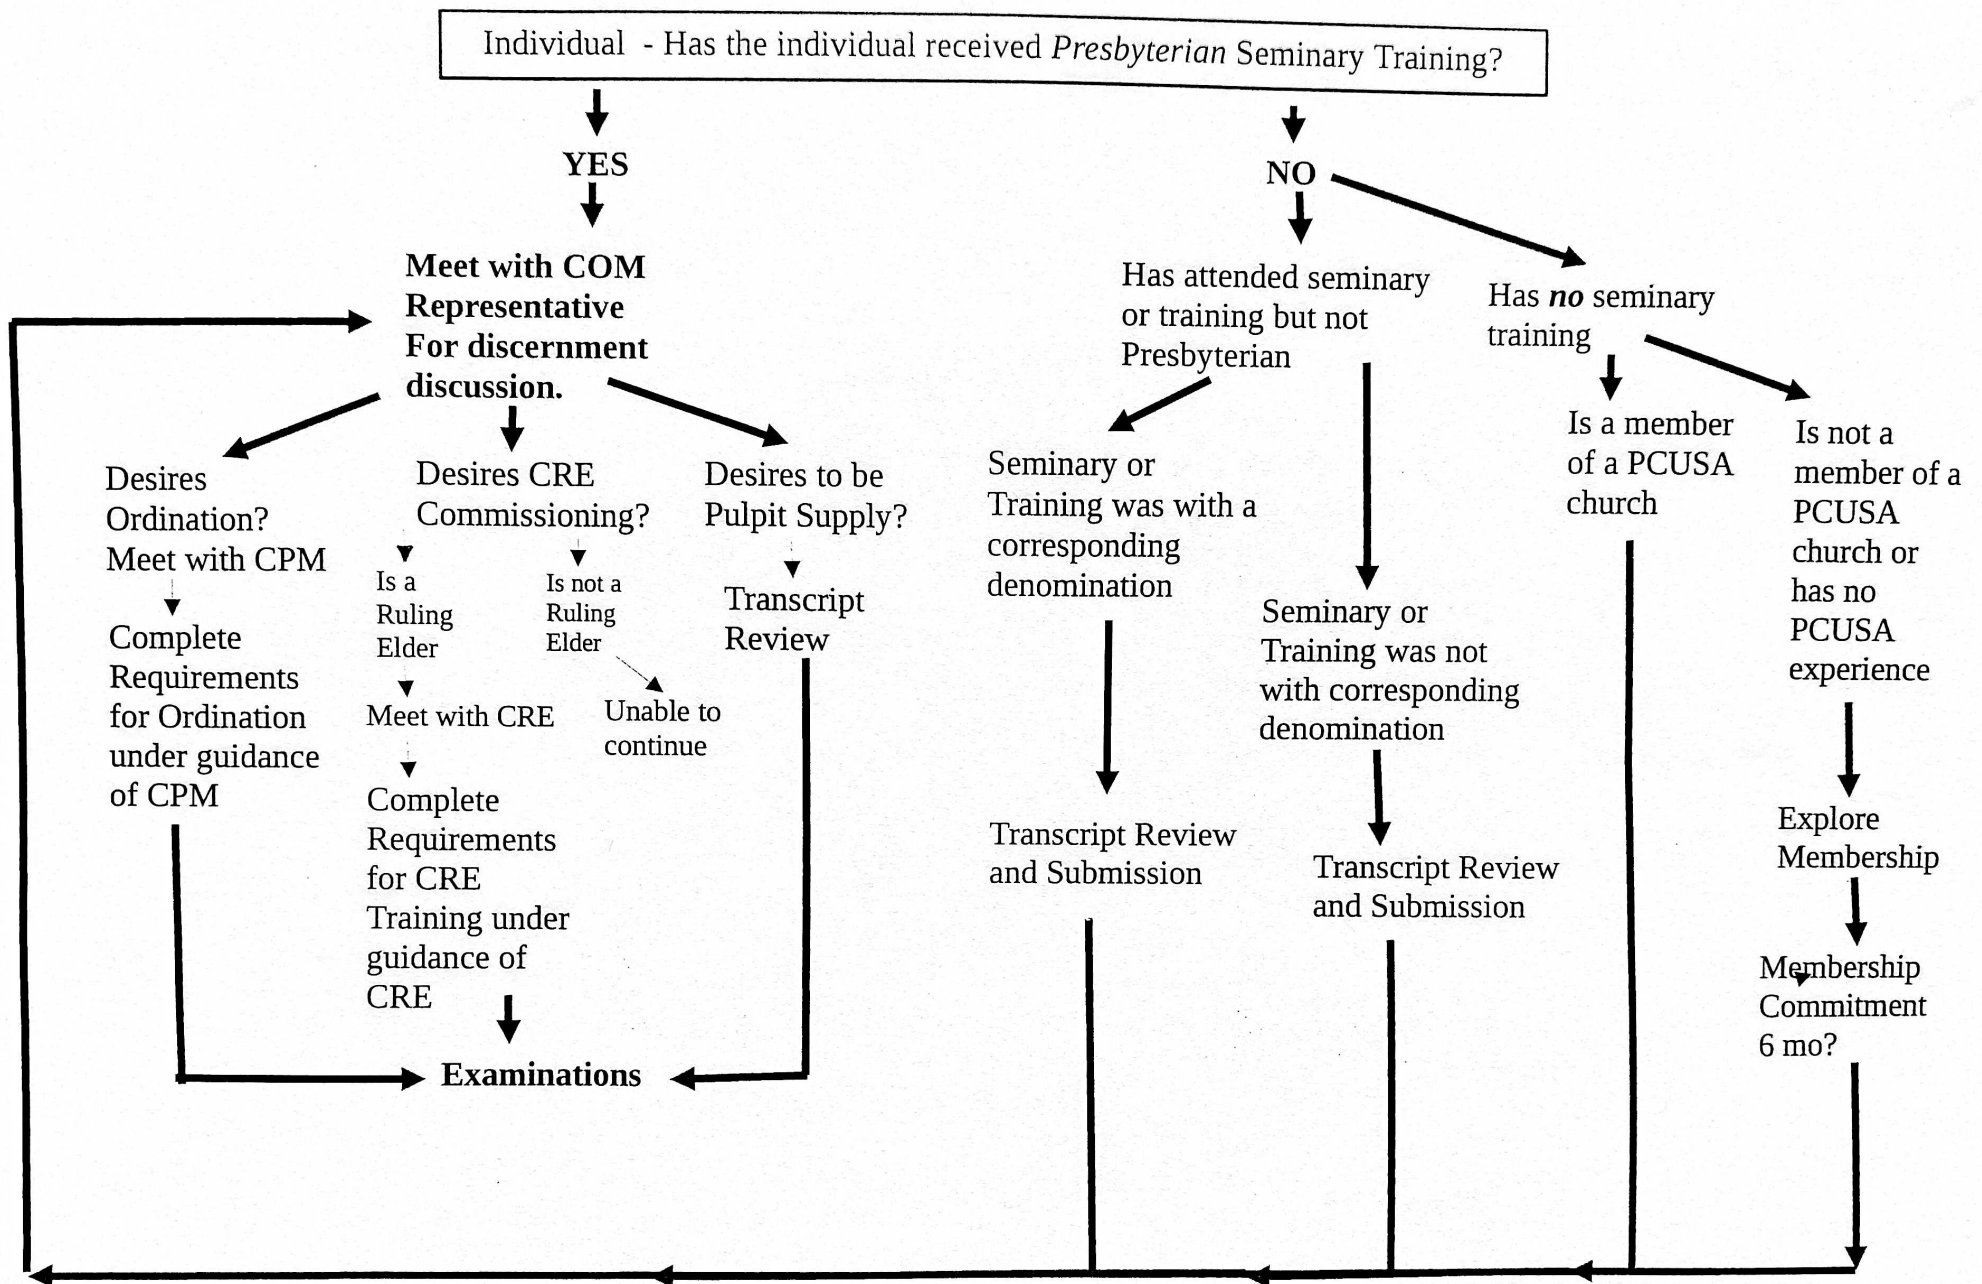 Individual - Has the individual received Presbyterian Seminary Training?
YES
NO
Meet with COM
Representative
For discernment
discussion.
Has attended seminary
or training but not
Presbyterian
Has no seminary
training
Desires
Ordination?
Meet with CPM
Desires CRE
Commissioning?
Desires to be
Pulpit Supply?
Seminary or
Training was with a
corresponding
denomination
Is a member
of a PCUSA
church
Is not a
member of a
PCUSA
church or
has no
PCUSA
experience
Is a
Ruling
Elder
Is not a
Ruling
Elder
Transcript
Review
Seminary or
Training was not
with corresponding
denomination
Complete
Requirements
for Ordination
under guidance
of CPM
Meet with CRE
Unable to
continue
Complete
Requirements
for CRE
Training under
guidance of
CRE
Transcript Review
and Submission
Transcript Review
and Submission
Explore
Membership
Membership
Commitment
6 mo?
Examinations